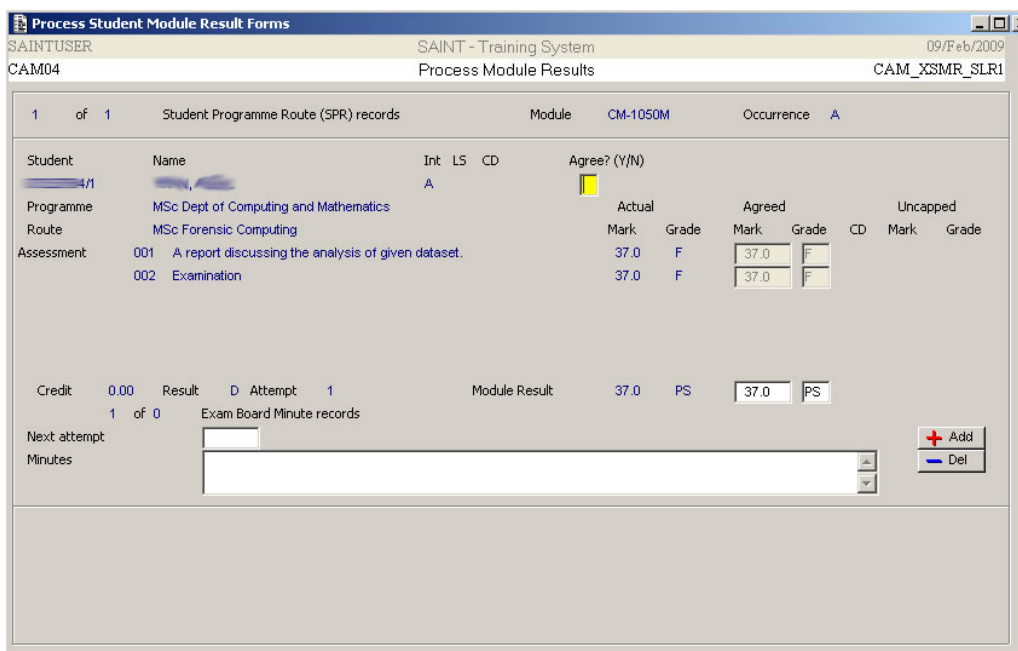 Process Student Module Result Forms
SAINTUSER SAINT - Training System 09/Feb/2009
CAM04 Process Module Results CAM_XSMR_SLR1
1 of 1 Student Programme Route (SPR) records Module CM-1050M Occurrence A
Student Name Int LS CD Agree? (Y/N)
4/1 A
Programme MSc Dept of Computing and Mathematics Actual Agreed Uncapped
Route MSc Forensic Computing Mark Grade Mark Grade CD Mark Grade
Assessment 001 A report discussing the analysis of given dataset. 37.0 F 37.0 F
002 Examination 37.0 F 37.0 F
Credit 0.00 Result D Attempt 1 Module Result 37.0 PS 37.0 PS
1 of 0 Exam Board Minute records
Next attempt Add
Minutes Del